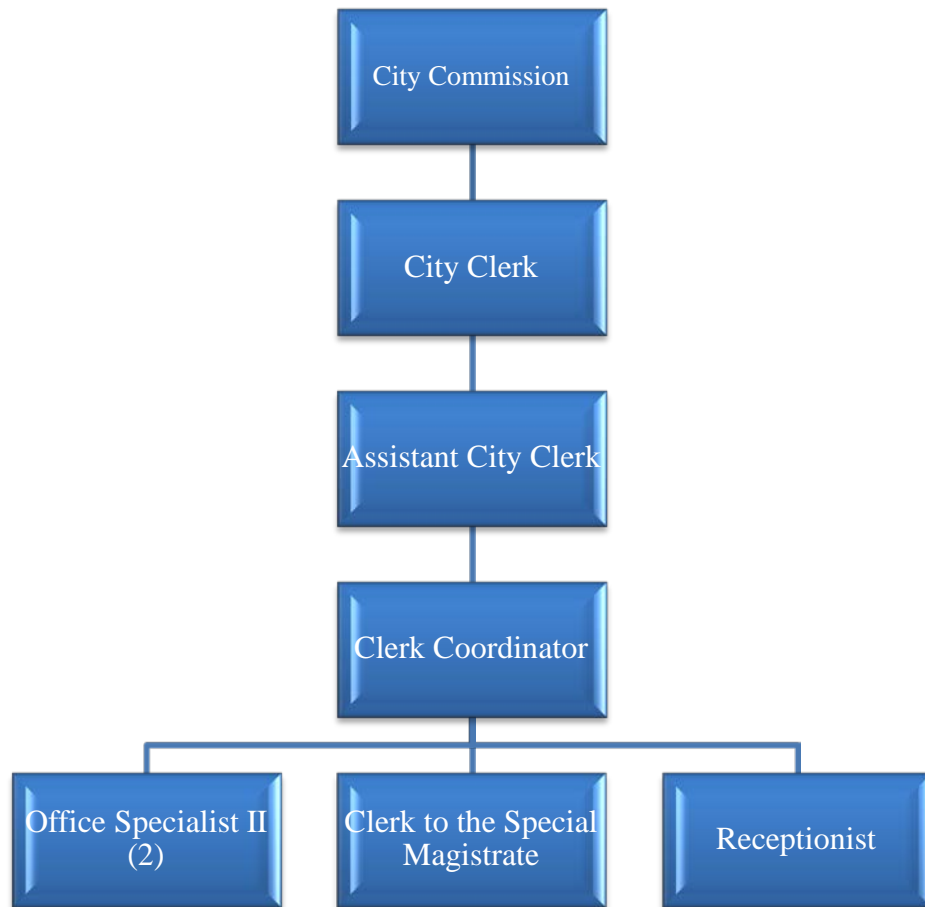 City Commission
City Clerk
Assistant City Clerk
Clerk Coordinator
Office Specialist II
(2)
Clerk to the Special
Magistrate
Receptionist